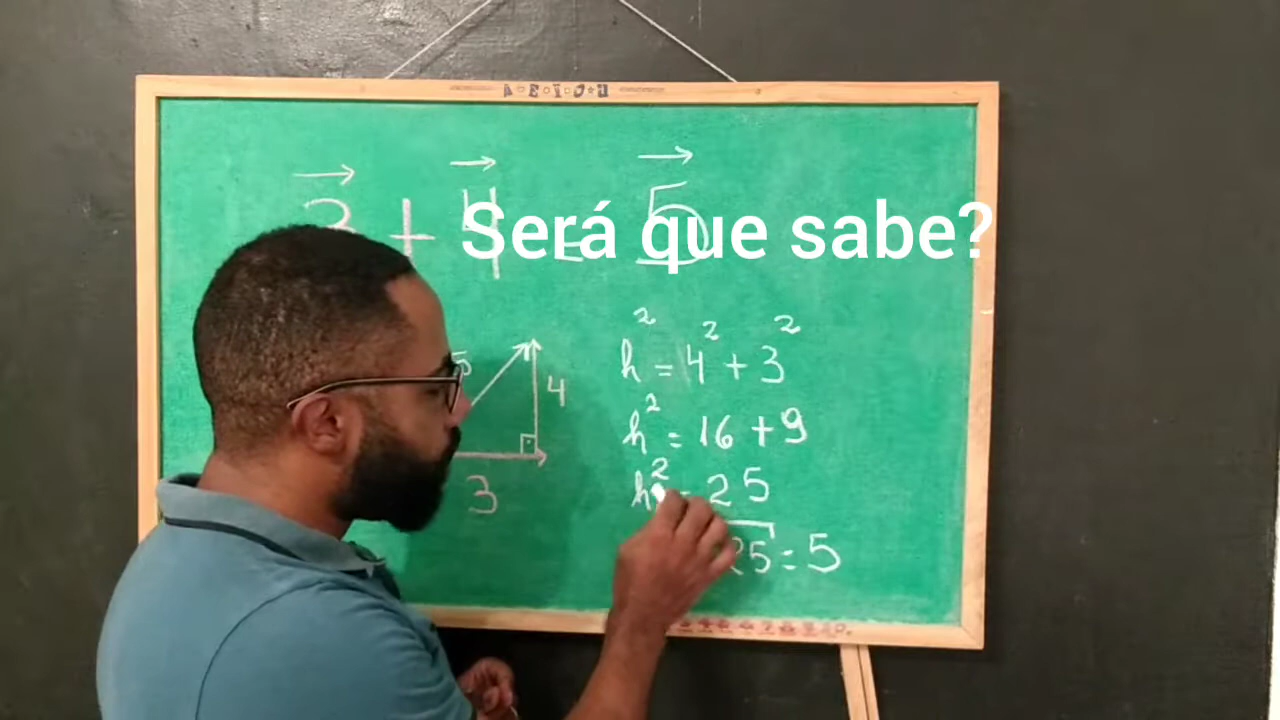 A E I O U
3 + 4 = 5
Será que sabe?
h² = 4² + 3²
5
4
h² = 16 + 9
3
h² = 25
25 = 5